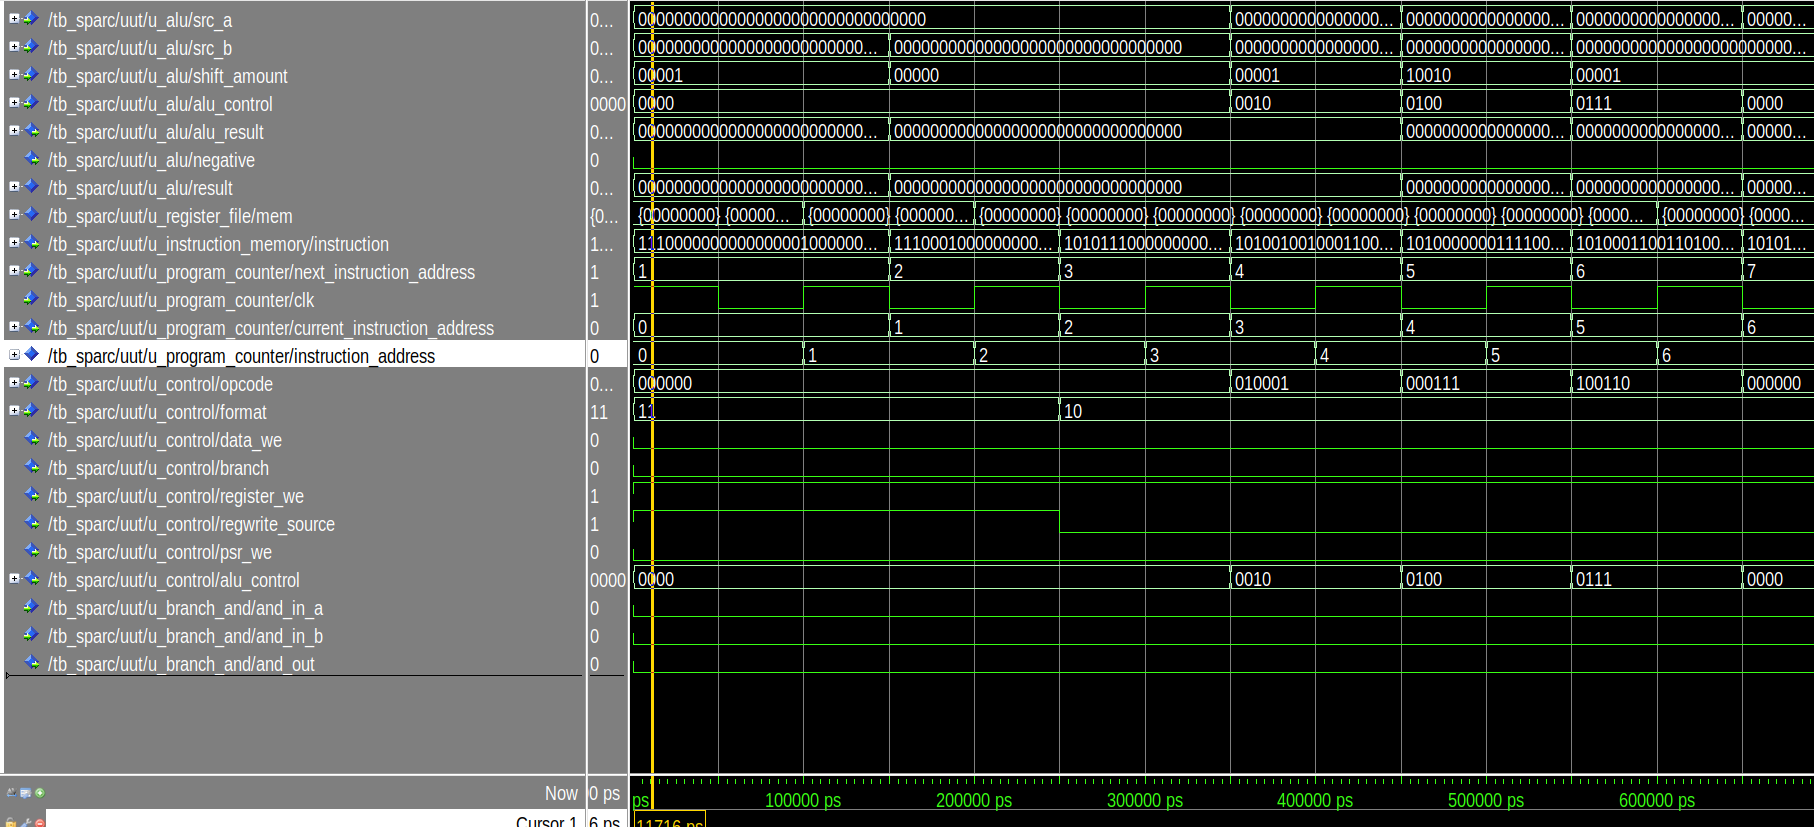 /tb_sparc/uut/u_alu/src_a 0... 00000000000000000000000000000000 0000000000000000... 0000000000000000... 0000000000000000... 00000...
/tb_sparc/uut/u_alu/src_b 0... 000000000000000000000000... 00000000000000000000000000000000 0000000000000000... 0000000000000000... 000000000000000000000000...
/tb_sparc/uut/u_alu/shift_amount 0... 00001 00000 00001 10010 00001
/tb_sparc/uut/u_alu/alu_control 0000 0000 0010 0100 0111 0000
/tb_sparc/uut/u_alu/alu_result 0... 000000000000000000000000... 00000000000000000000000000000000 0000000000000000... 0000000000000000... 00000...
/tb_sparc/uut/u_alu/negative 0
/tb_sparc/uut/u_alu/result 0... 000000000000000000000000... 00000000000000000000000000000000 0000000000000000... 0000000000000000... 00000...
/tb_sparc/uut/u_register_file/mem {0... {00000000} {00000... {00000000} {000000... {00000000} {00000000} {00000000} {00000000} {00000000} {00000000} {00000000} {0000... {00000000} {0000...
/tb_sparc/uut/u_instruction_memory/instruction 1... 111000000000000001000000... 1110001000000000... 1010111000000000... 1010010010001100... 1010000000111100... 1010001100110100... 10101...
/tb_sparc/uut/u_program_counter/next_instruction_address 1 1 2 3 4 5 6 7
/tb_sparc/uut/u_program_counter/clk 1
/tb_sparc/uut/u_program_counter/current_instruction_address 0 0 1 2 3 4 5 6
/tb_sparc/uut/u_program_counter/instruction_address 0 0 1 2 3 4 5 6
/tb_sparc/uut/u_control/opcode 0... 000000 010001 000111 100110 000000
/tb_sparc/uut/u_control/format 11 11 10
/tb_sparc/uut/u_control/data_we 0
/tb_sparc/uut/u_control/branch 0
/tb_sparc/uut/u_control/register_we 1
/tb_sparc/uut/u_control/regwrite_source 1
/tb_sparc/uut/u_control/psr_we 0
/tb_sparc/uut/u_control/alu_control 0000 0000 0010 0100 0111 0000
/tb_sparc/uut/u_branch_and/and_in_a 0
/tb_sparc/uut/u_branch_and/and_in_b 0
/tb_sparc/uut/u_branch_and/and_out 0
Now 0 ps ps 100000 ps 200000 ps 300000 ps 400000 ps 500000 ps 600000 ps
Cursor 1 6 ps 11716 ps